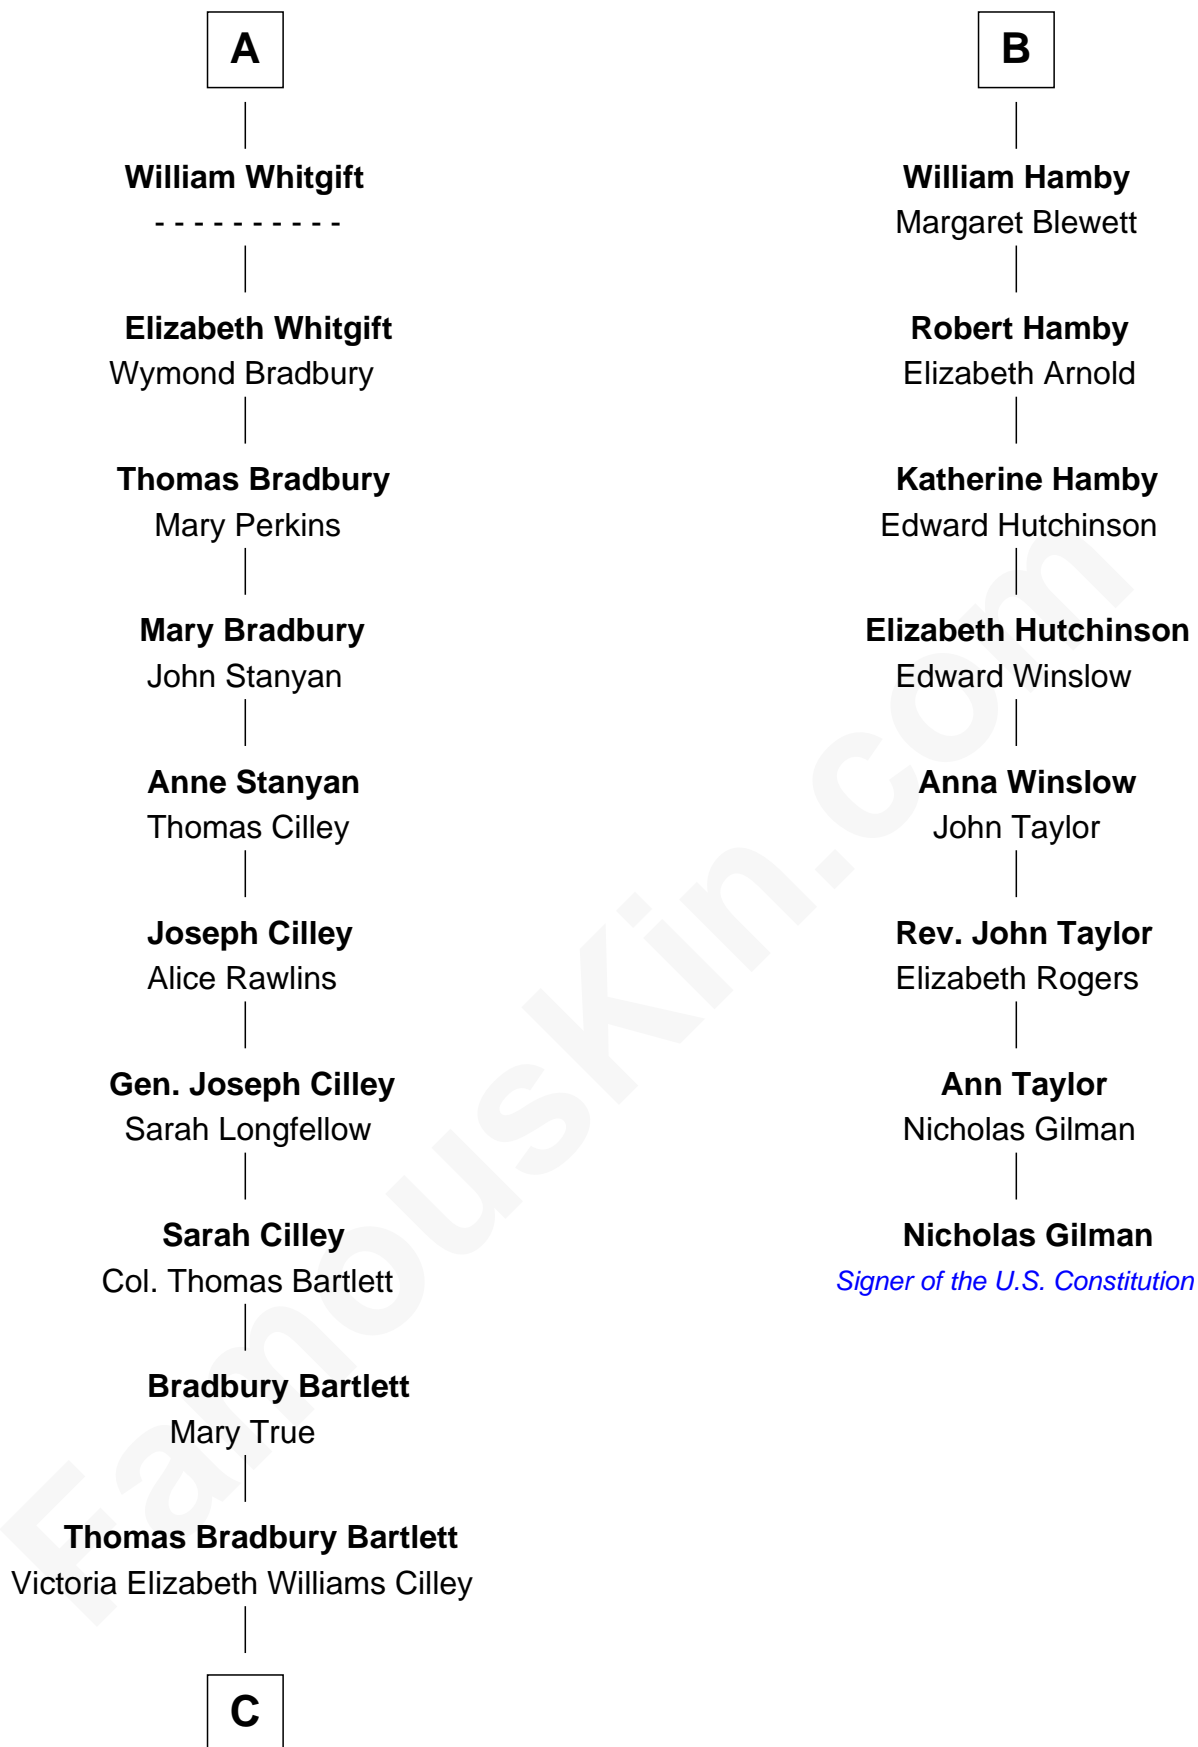 A
William Whitgift
- - - - - - - - - -
Elizabeth Whitgift
Wymond Bradbury
Thomas Bradbury
Mary Perkins
Mary Bradbury
John Stanyan
Anne Stanyan
Thomas Cilley
Joseph Cilley
Alice Rawlins
Gen. Joseph Cilley
Sarah Longfellow
Sarah Cilley
Col. Thomas Bartlett
Bradbury Bartlett
Mary True
Thomas Bradbury Bartlett
Victoria Elizabeth Williams Cilley
C
B
William Hamby
Margaret Blewett
Robert Hamby
Elizabeth Arnold
Katherine Hamby
Edward Hutchinson
Elizabeth Hutchinson
Edward Winslow
Anna Winslow
John Taylor
Rev. John Taylor
Elizabeth Rogers
Ann Taylor
Nicholas Gilman
Nicholas Gilman
Signer of the U.S. Constitution
FamousKin.com